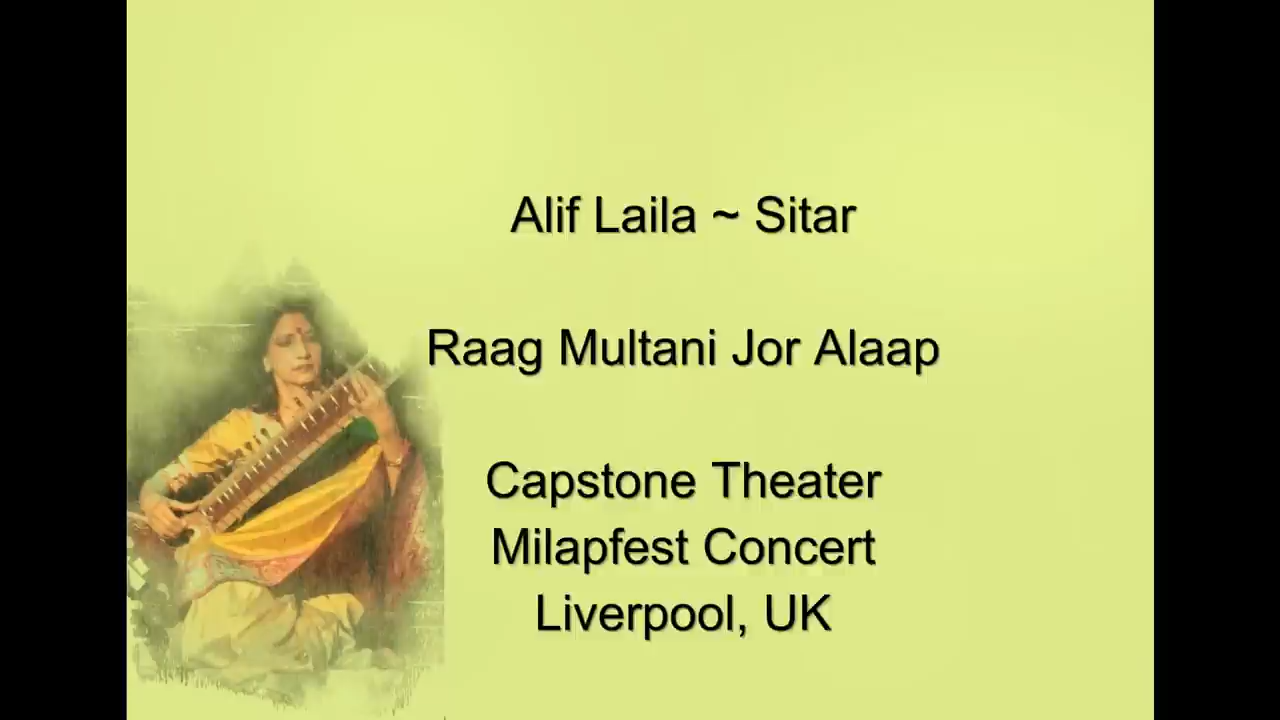 Alif Laila ~ Sitar
Raag Multani Jor Alaap
Capstone Theater
Milapfest Concert
Liverpool, UK